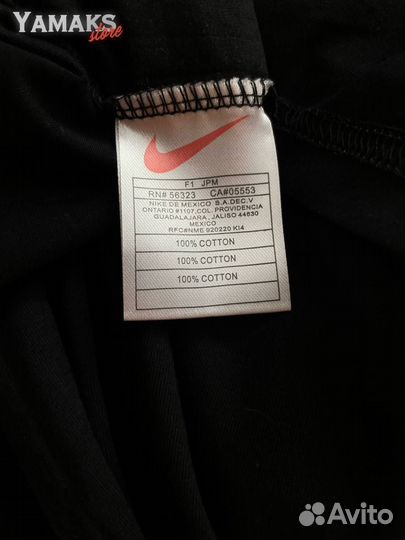 YAMAKS
store
F1 JPM
RN# 56323 CA#05553
NIKE DE MEXICO S.A.DEC.V
ONTARIO #1107,COL. PROVIDENCIA
GUADALAJARA, JALISO 44630
MEXICO
RFC#NME 920220 KI4
100% COTTON
100% COTTON
100% COTTON
Avito